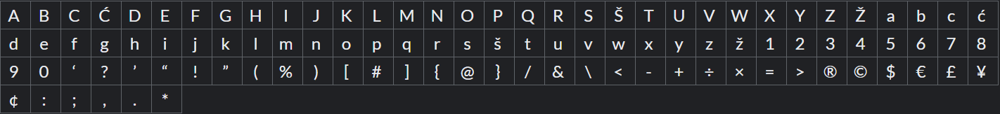 A B C Ć D E F G H I J K L M N O P Q R S Š T U V W X Y Z Ž a b c ć
d e f g h i j k l m n o p q r s š t u v w x y z ž 1 2 3 4 5 6 7 8
9 0 ‘ ? ’ “ ! ” ( % ) [ # ] { @ } / & \ < - + ÷ × = > ® © $ € £ ¥
¢ : ; , . *